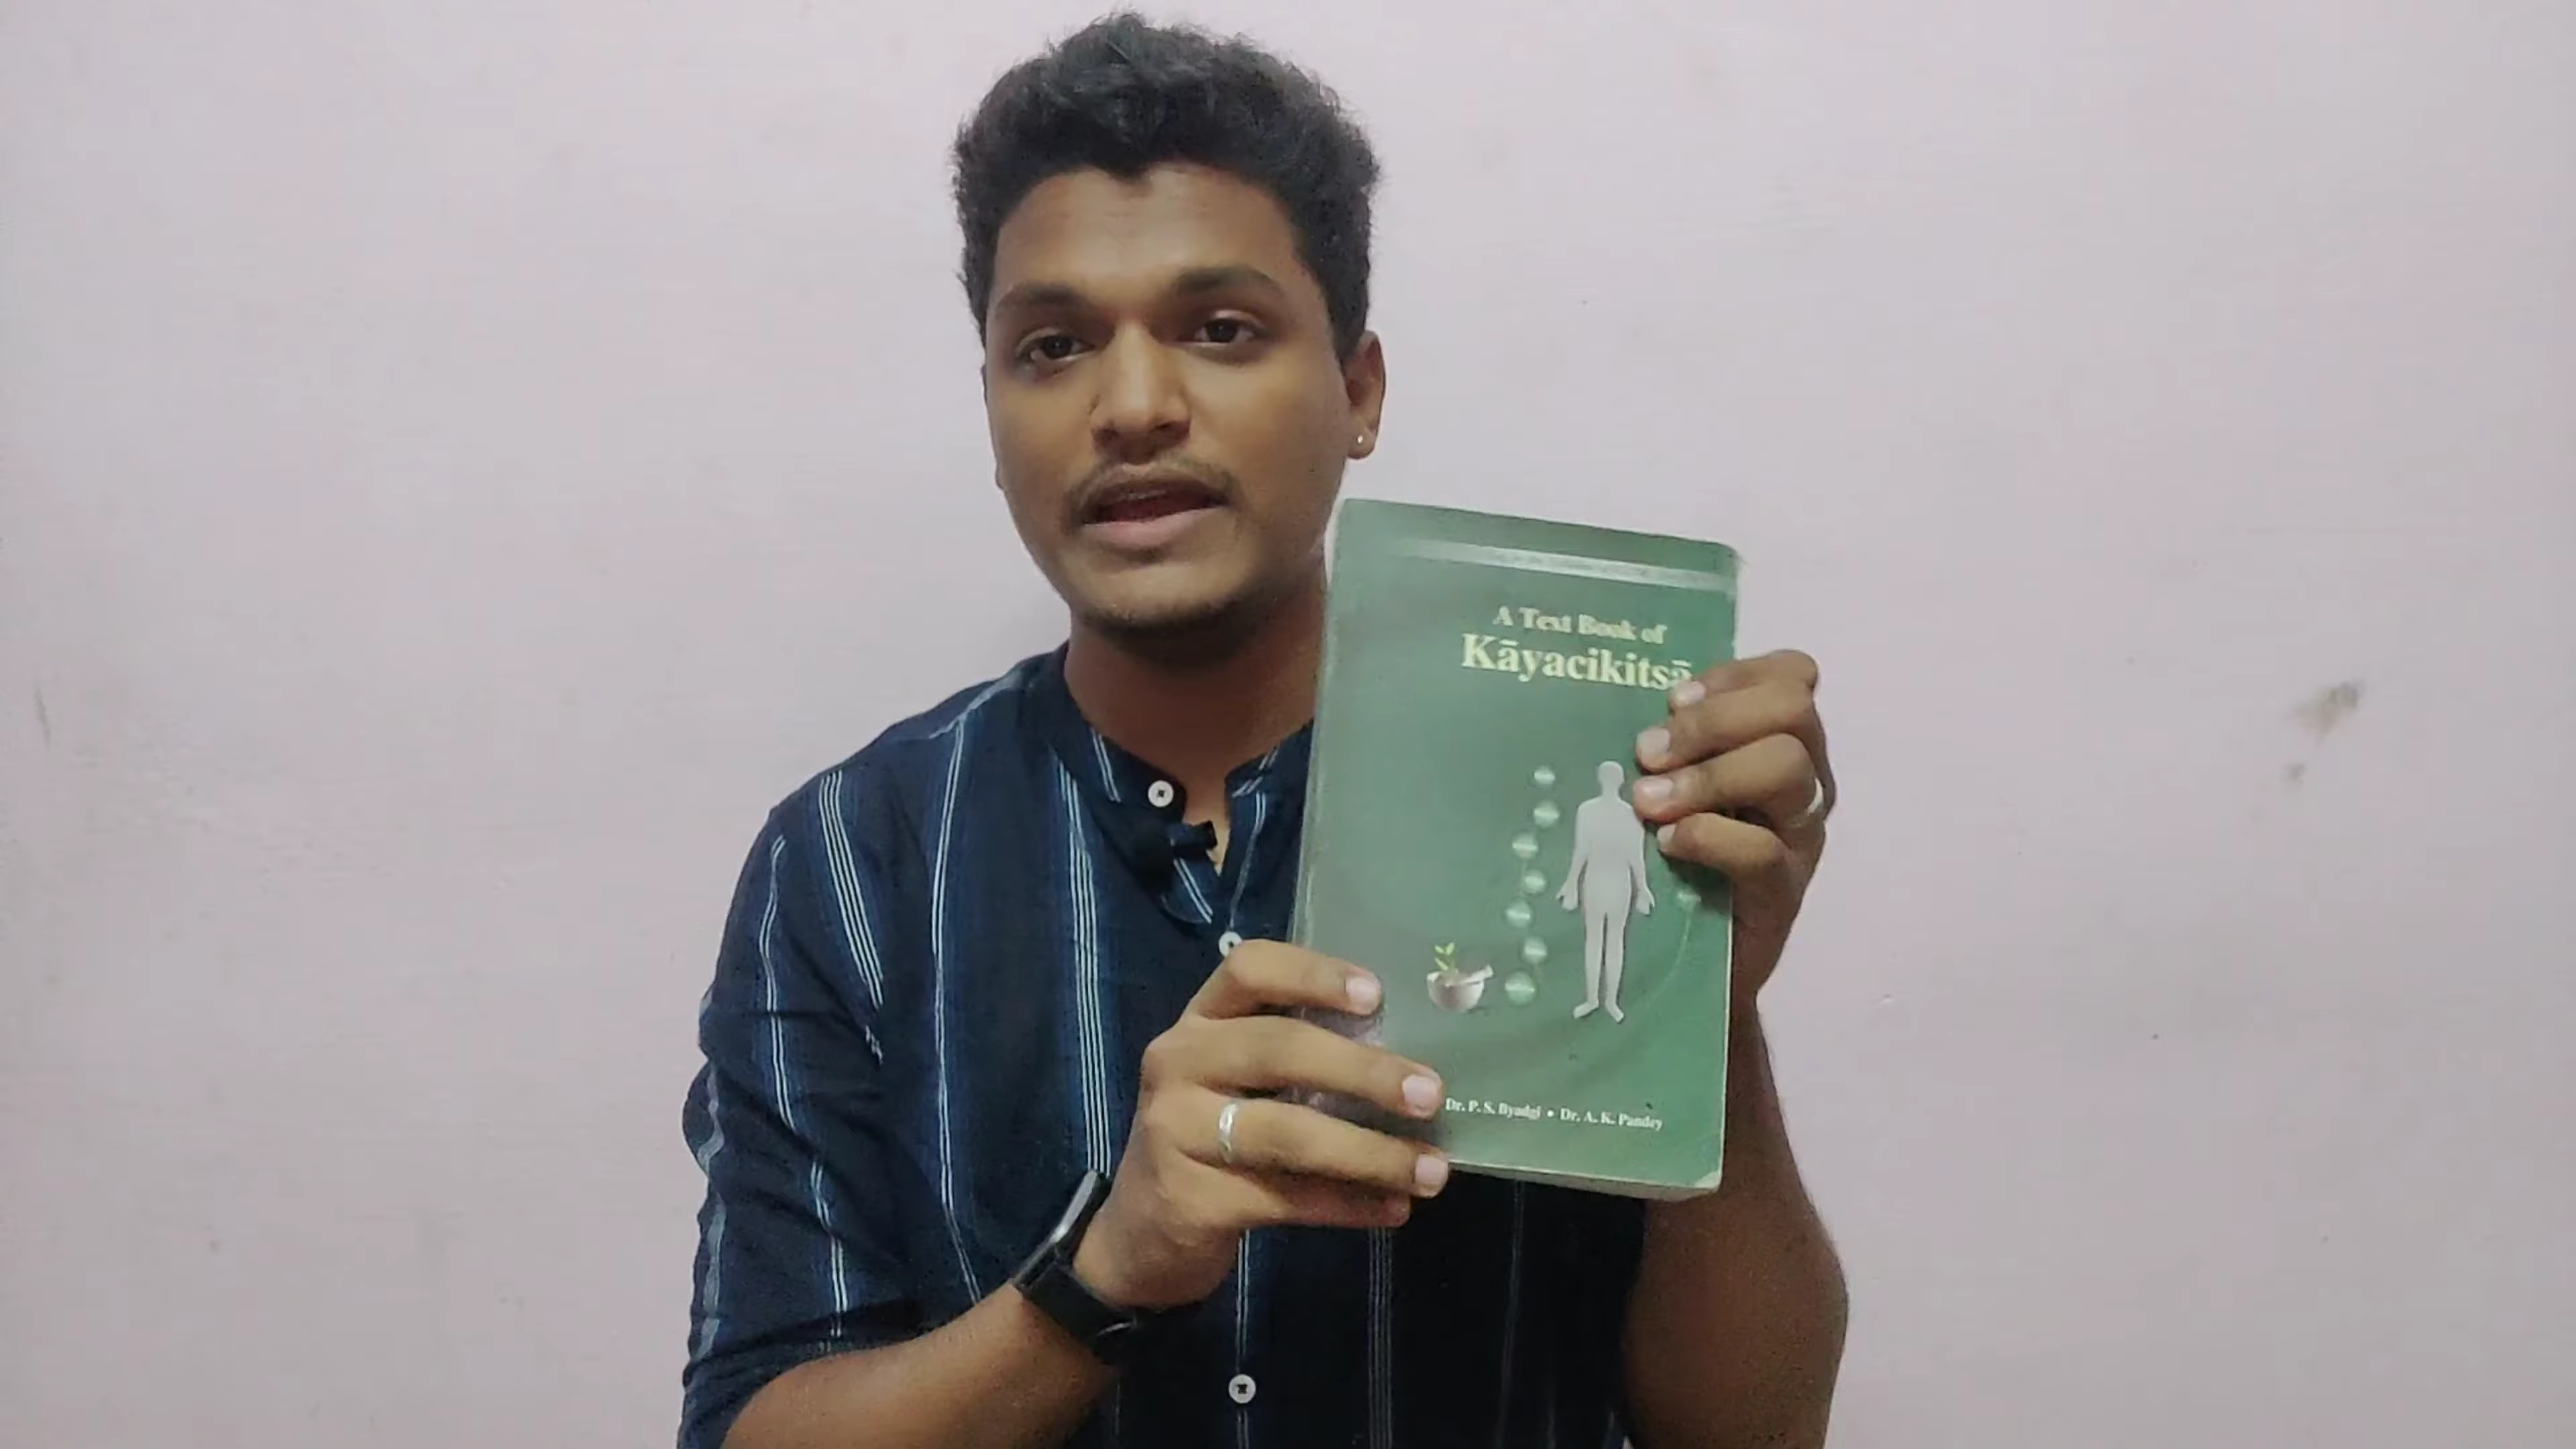 A Text Book of
Kāyacikitsā
Dr. P. S. Byadgi • Dr. A. K. Pandey